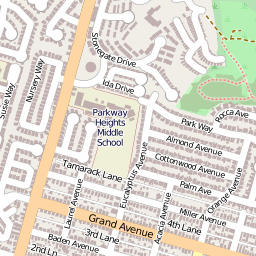 Stonegate Drive
Nursery Way
Susie Way
Ida Drive
Rocca Ave
Park Way
Parkway
Heights
Middle
School
Almond Avenue
Cottonwood Avenue
Eucalyptus Avenue
Tamarack Lane
Palm Ave
Orange Avenue
Laurel Avenue
Miller Avenue
Grand Avenue
Acacia Avenue
4th Lane
3rd Lane
Baden Avenue
2nd Ln